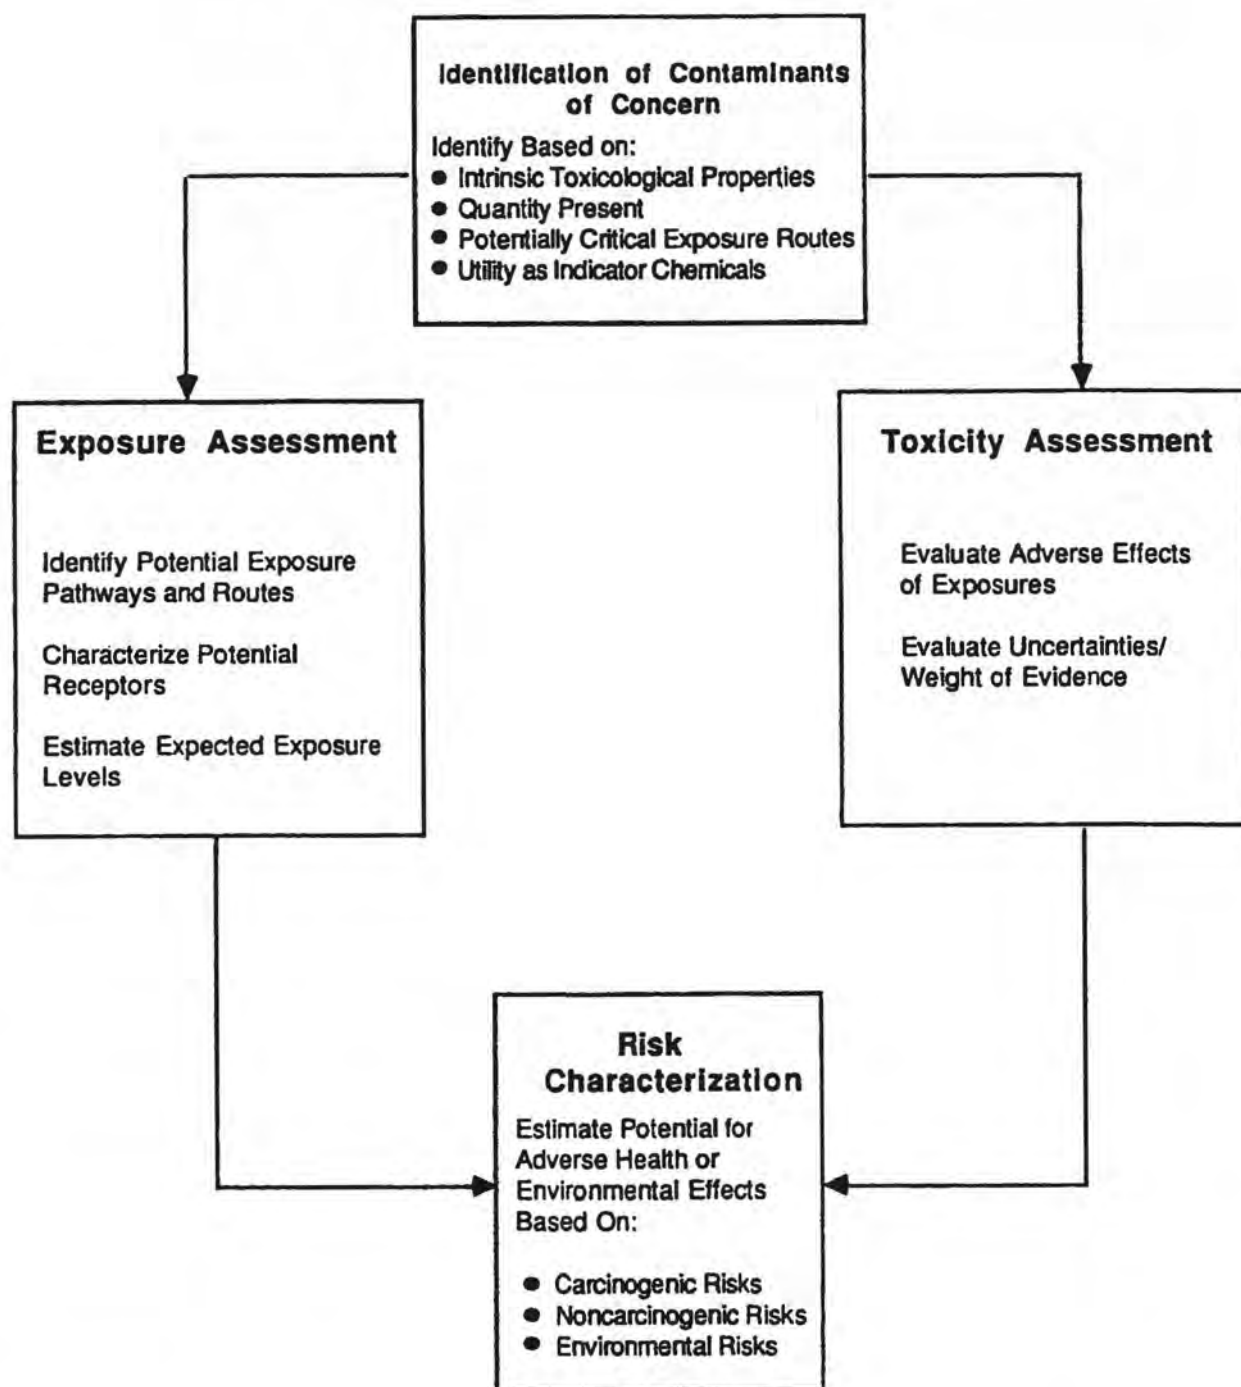 Identification of Contaminants
of Concern
Identify Based on:
● Intrinsic Toxicological Properties
● Quantity Present
● Potentially Critical Exposure Routes
● Utility as Indicator Chemicals
Exposure Assessment
Identify Potential Exposure
Pathways and Routes
Characterize Potential
Receptors
Estimate Expected Exposure
Levels
Toxicity Assessment
Evaluate Adverse Effects
of Exposures
Evaluate Uncertainties/
Weight of Evidence
Risk
Characterization
Estimate Potential for
Adverse Health or
Environmental Effects
Based On:
● Carcinogenic Risks
● Noncarcinogenic Risks
● Environmental Risks